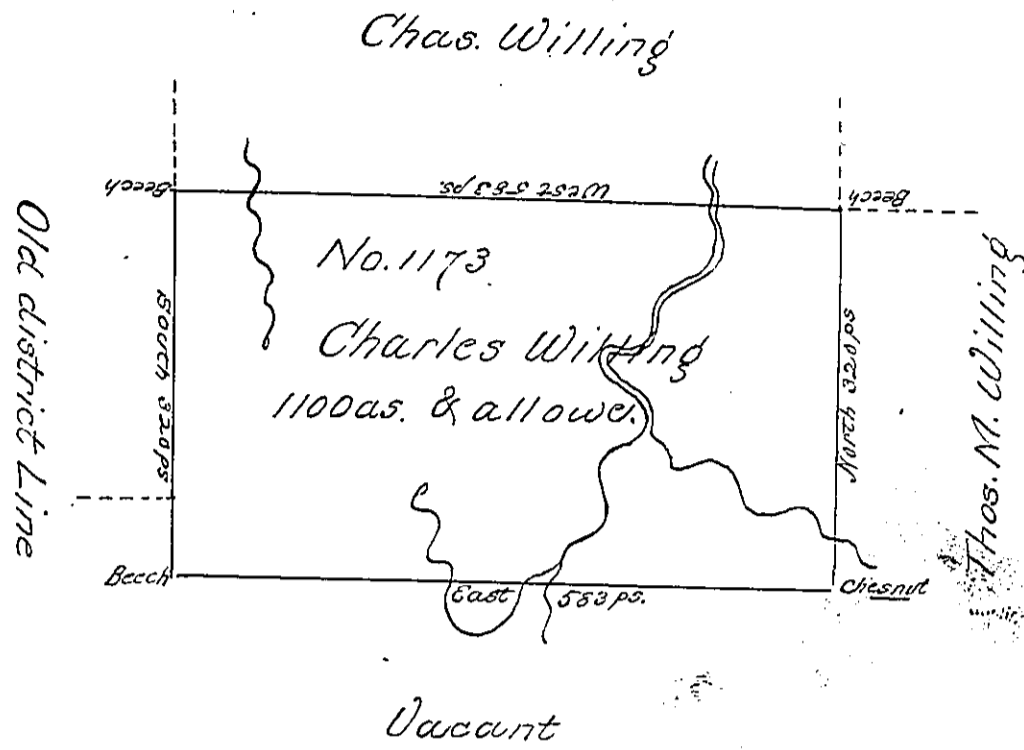 Chas. Willing
Beech
West 583 ps.
Beech
Old district Line
South 320 ps
No. 1173
Charles Willing
1100 as. & allowe.
North 320 ps
Thos. M. Willing
Beech
East 583 ps.
Chesnut
Vacant